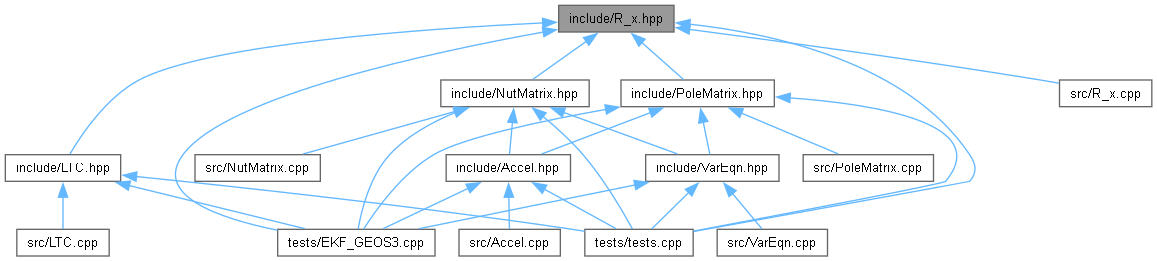 include/R_x.hpp
include/NutMatrix.hpp
include/PoleMatrix.hpp
src/R_x.cpp
include/LTC.hpp
src/NutMatrix.cpp
include/Accel.hpp
include/VarEqn.hpp
src/PoleMatrix.cpp
src/LTC.cpp
tests/EKF_GEOS3.cpp
src/Accel.cpp
tests/tests.cpp
src/VarEqn.cpp